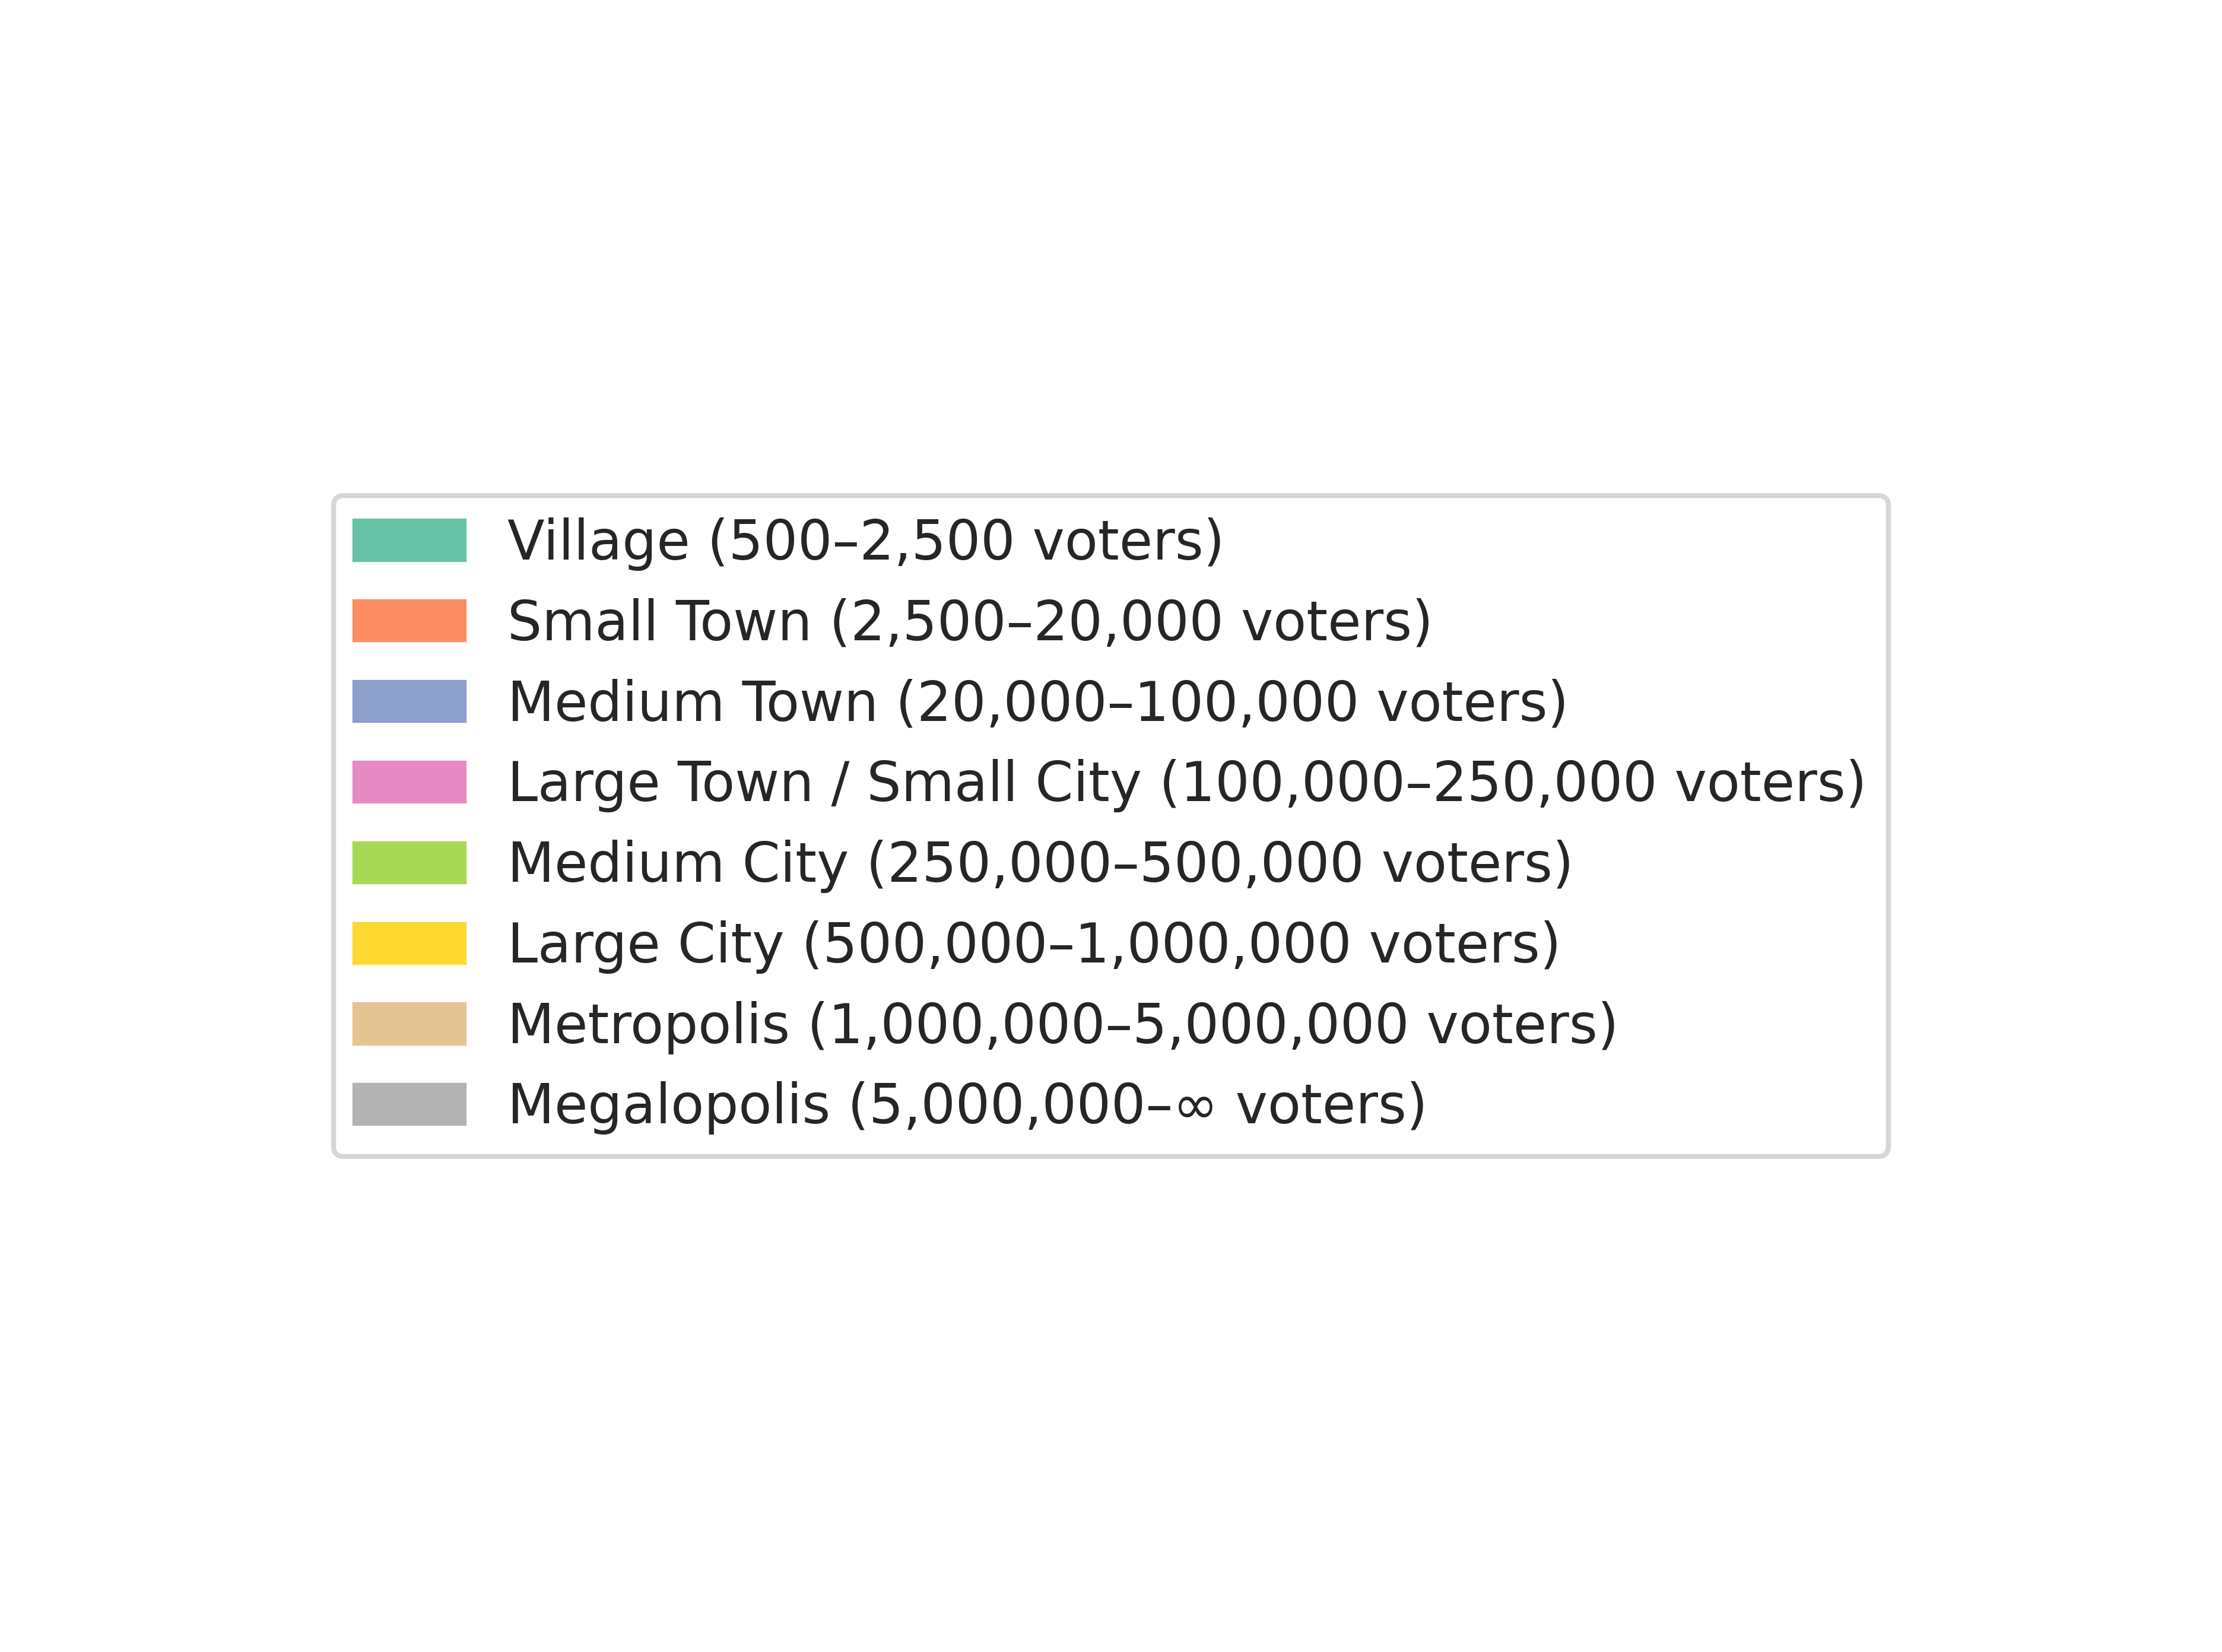 Village (500–2,500 voters)
Small Town (2,500–20,000 voters)
Medium Town (20,000–100,000 voters)
Large Town / Small City (100,000–250,000 voters)
Medium City (250,000–500,000 voters)
Large City (500,000–1,000,000 voters)
Metropolis (1,000,000–5,000,000 voters)
Megalopolis (5,000,000–∞ voters)